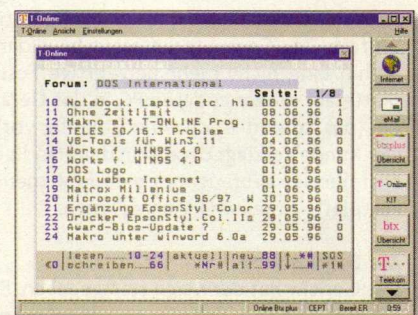 T-Online
T-Online Ansicht Einstellungen Hilfe
T-Online
Forum: DOS International
Seite: 1/8
10 Notebook, Laptop etc. his 08.06.96 1
11 Ohne Zeitlimit 08.06.96 1
12 Makro mit T-ONLINE Prog. 06.06.96 0
13 TELES S0/16.3 Problem 05.06.96 0
14 VB-Tools für Win3.11 04.06.96 0
15 Works f. WIN95 4.0 02.06.96 0
16 Works f. WIN95 4.0 02.06.96 0
17 DOS Logo 01.06.96 0
18 AOL ueber Internet 01.06.96 1
19 Matrox Millenium 01.06.96 0
20 Microsoft Office 96/97 W 30.05.96 0
21 Ergänzung EpsonStyl.Color 29.05.96 0
22 Drucker EpsonStyl.Col.IIs 29.05.96 1
23 Award-Bios-Update ? 29.05.96 0
24 Makro unter winword 6.0a 29.05.96 0
lesen....10-24 aktuell neu 88 ↑..*# SOS
«0 schreiben..66 *Nr# alt.99 ↓...# *1#
Internet
eMail
btxplus
Übersicht
T-Online
KIT
btx
Übersicht
T
Telekom
Online Btx plus CEPT Bereit ER 0:59